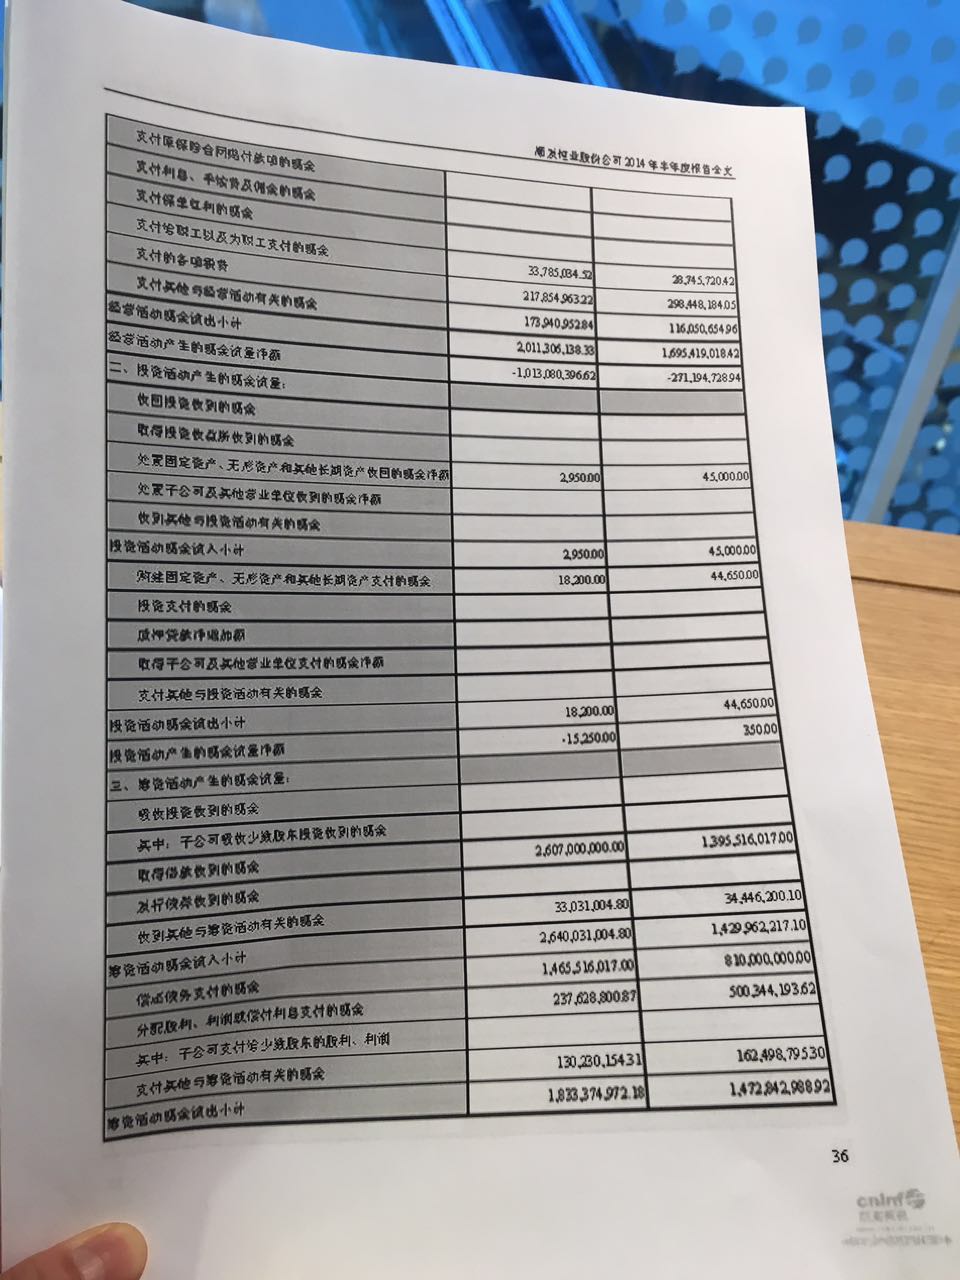 顺发恒业股份公司 2014 年半年度报告全文
支付原保险合同赔付款项的现金
支付利息、手续费及佣金的现金
支付保单红利的现金
支付给职工以及为职工支付的现金 33,785,034.52 28,745,720.42
支付的各项税费 217,854,963.22 298,448,184.05
支付其他与经营活动有关的现金 173,940,952.84 116,050,654.96
经营活动现金流出小计 2,011,306,138.33 1,695,419,018.42
经营活动产生的现金流量净额 -1,013,080,396.62 -271,194,728.94
二、投资活动产生的现金流量：
收回投资收到的现金
取得投资收益所收到的现金
处置固定资产、无形资产和其他长期资产收回的现金净额 2,950.00 45,000.00
处置子公司及其他营业单位收到的现金净额
收到其他与投资活动有关的现金
投资活动现金流入小计 2,950.00 45,000.00
购建固定资产、无形资产和其他长期资产支付的现金 18,200.00 44,650.00
投资支付的现金
质押贷款净增加额
取得子公司及其他营业单位支付的现金净额
支付其他与投资活动有关的现金
投资活动现金流出小计 18,200.00 44,650.00
投资活动产生的现金流量净额 -15,250.00 350.00
三、筹资活动产生的现金流量：
吸收投资收到的现金
其中：子公司吸收少数股东投资收到的现金
取得借款收到的现金 2,607,000,000.00 1,395,516,017.00
发行债券收到的现金
收到其他与筹资活动有关的现金 33,031,004.80 34,446,200.10
筹资活动现金流入小计 2,640,031,004.80 1,429,962,217.10
偿还债务支付的现金 1,465,516,017.00 810,000,000.00
分配股利、利润或偿付利息支付的现金 237,628,800.87 500,344,193.62
其中：子公司支付给少数股东的股利、利润
支付其他与筹资活动有关的现金 130,230,154.31 162,498,795.30
筹资活动现金流出小计 1,833,374,972.18 1,472,842,988.92
36
cninf